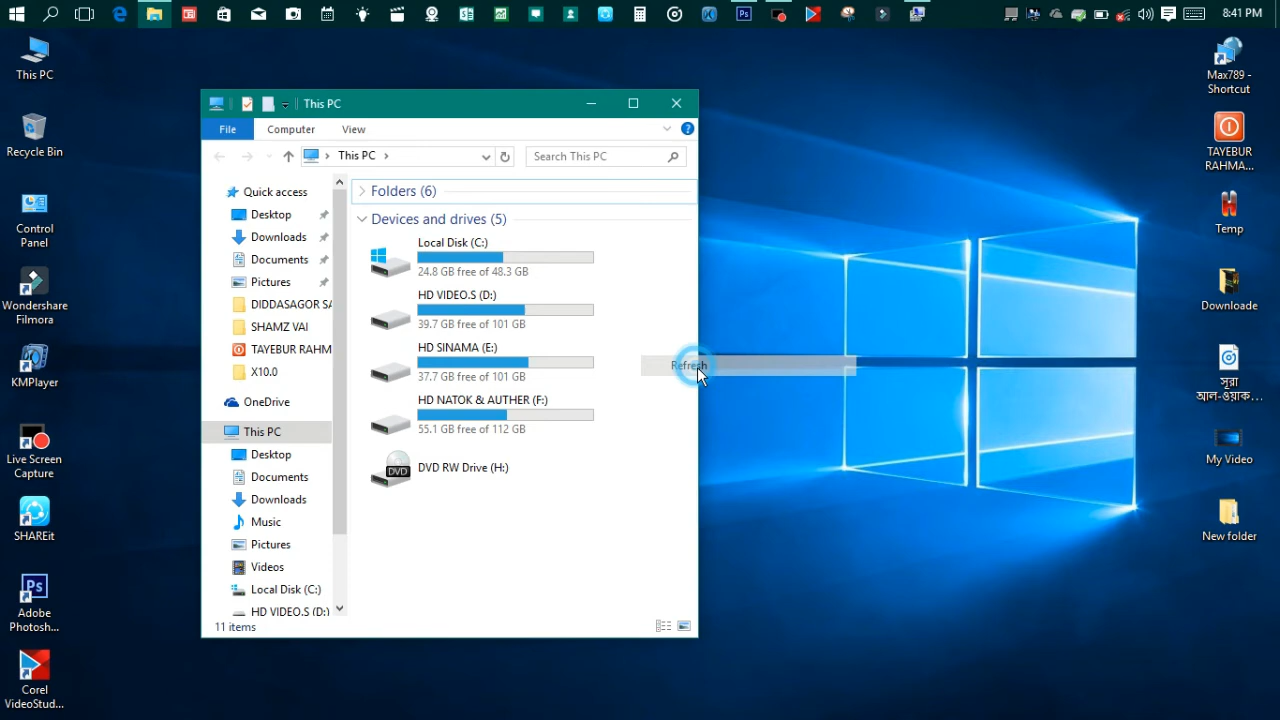 8:41 PM
This PC
Recycle Bin
Control
Panel
Wondershare
Filmora
KMPlayer
Live Screen
Capture
SHAREit
Ps
Adobe
Photosh...
Corel
VideoStud...
This PC
File
Computer
View
This PC
Search This PC
Quick access
Desktop
Downloads
Documents
Pictures
DIDDASAGOR SA
SHAMZ VAI
TAYEBUR RAHM
X10.0
OneDrive
This PC
Desktop
Documents
Downloads
Music
Pictures
Videos
Local Disk (C:)
HD VIDEO.S (D:)
11 items
Folders (6)
Devices and drives (5)
Local Disk (C:)
24.8 GB free of 48.3 GB
HD VIDEO.S (D:)
39.7 GB free of 101 GB
HD SINAMA (E:)
37.7 GB free of 101 GB
HD NATOK & AUTHER (F:)
55.1 GB free of 112 GB
DVD
DVD RW Drive (H:)
Refresh
Max789 -
Shortcut
TAYEBUR
RAHMA...
Temp
Downloade
সূরা
আল-ওয়াক...
My Video
New folder